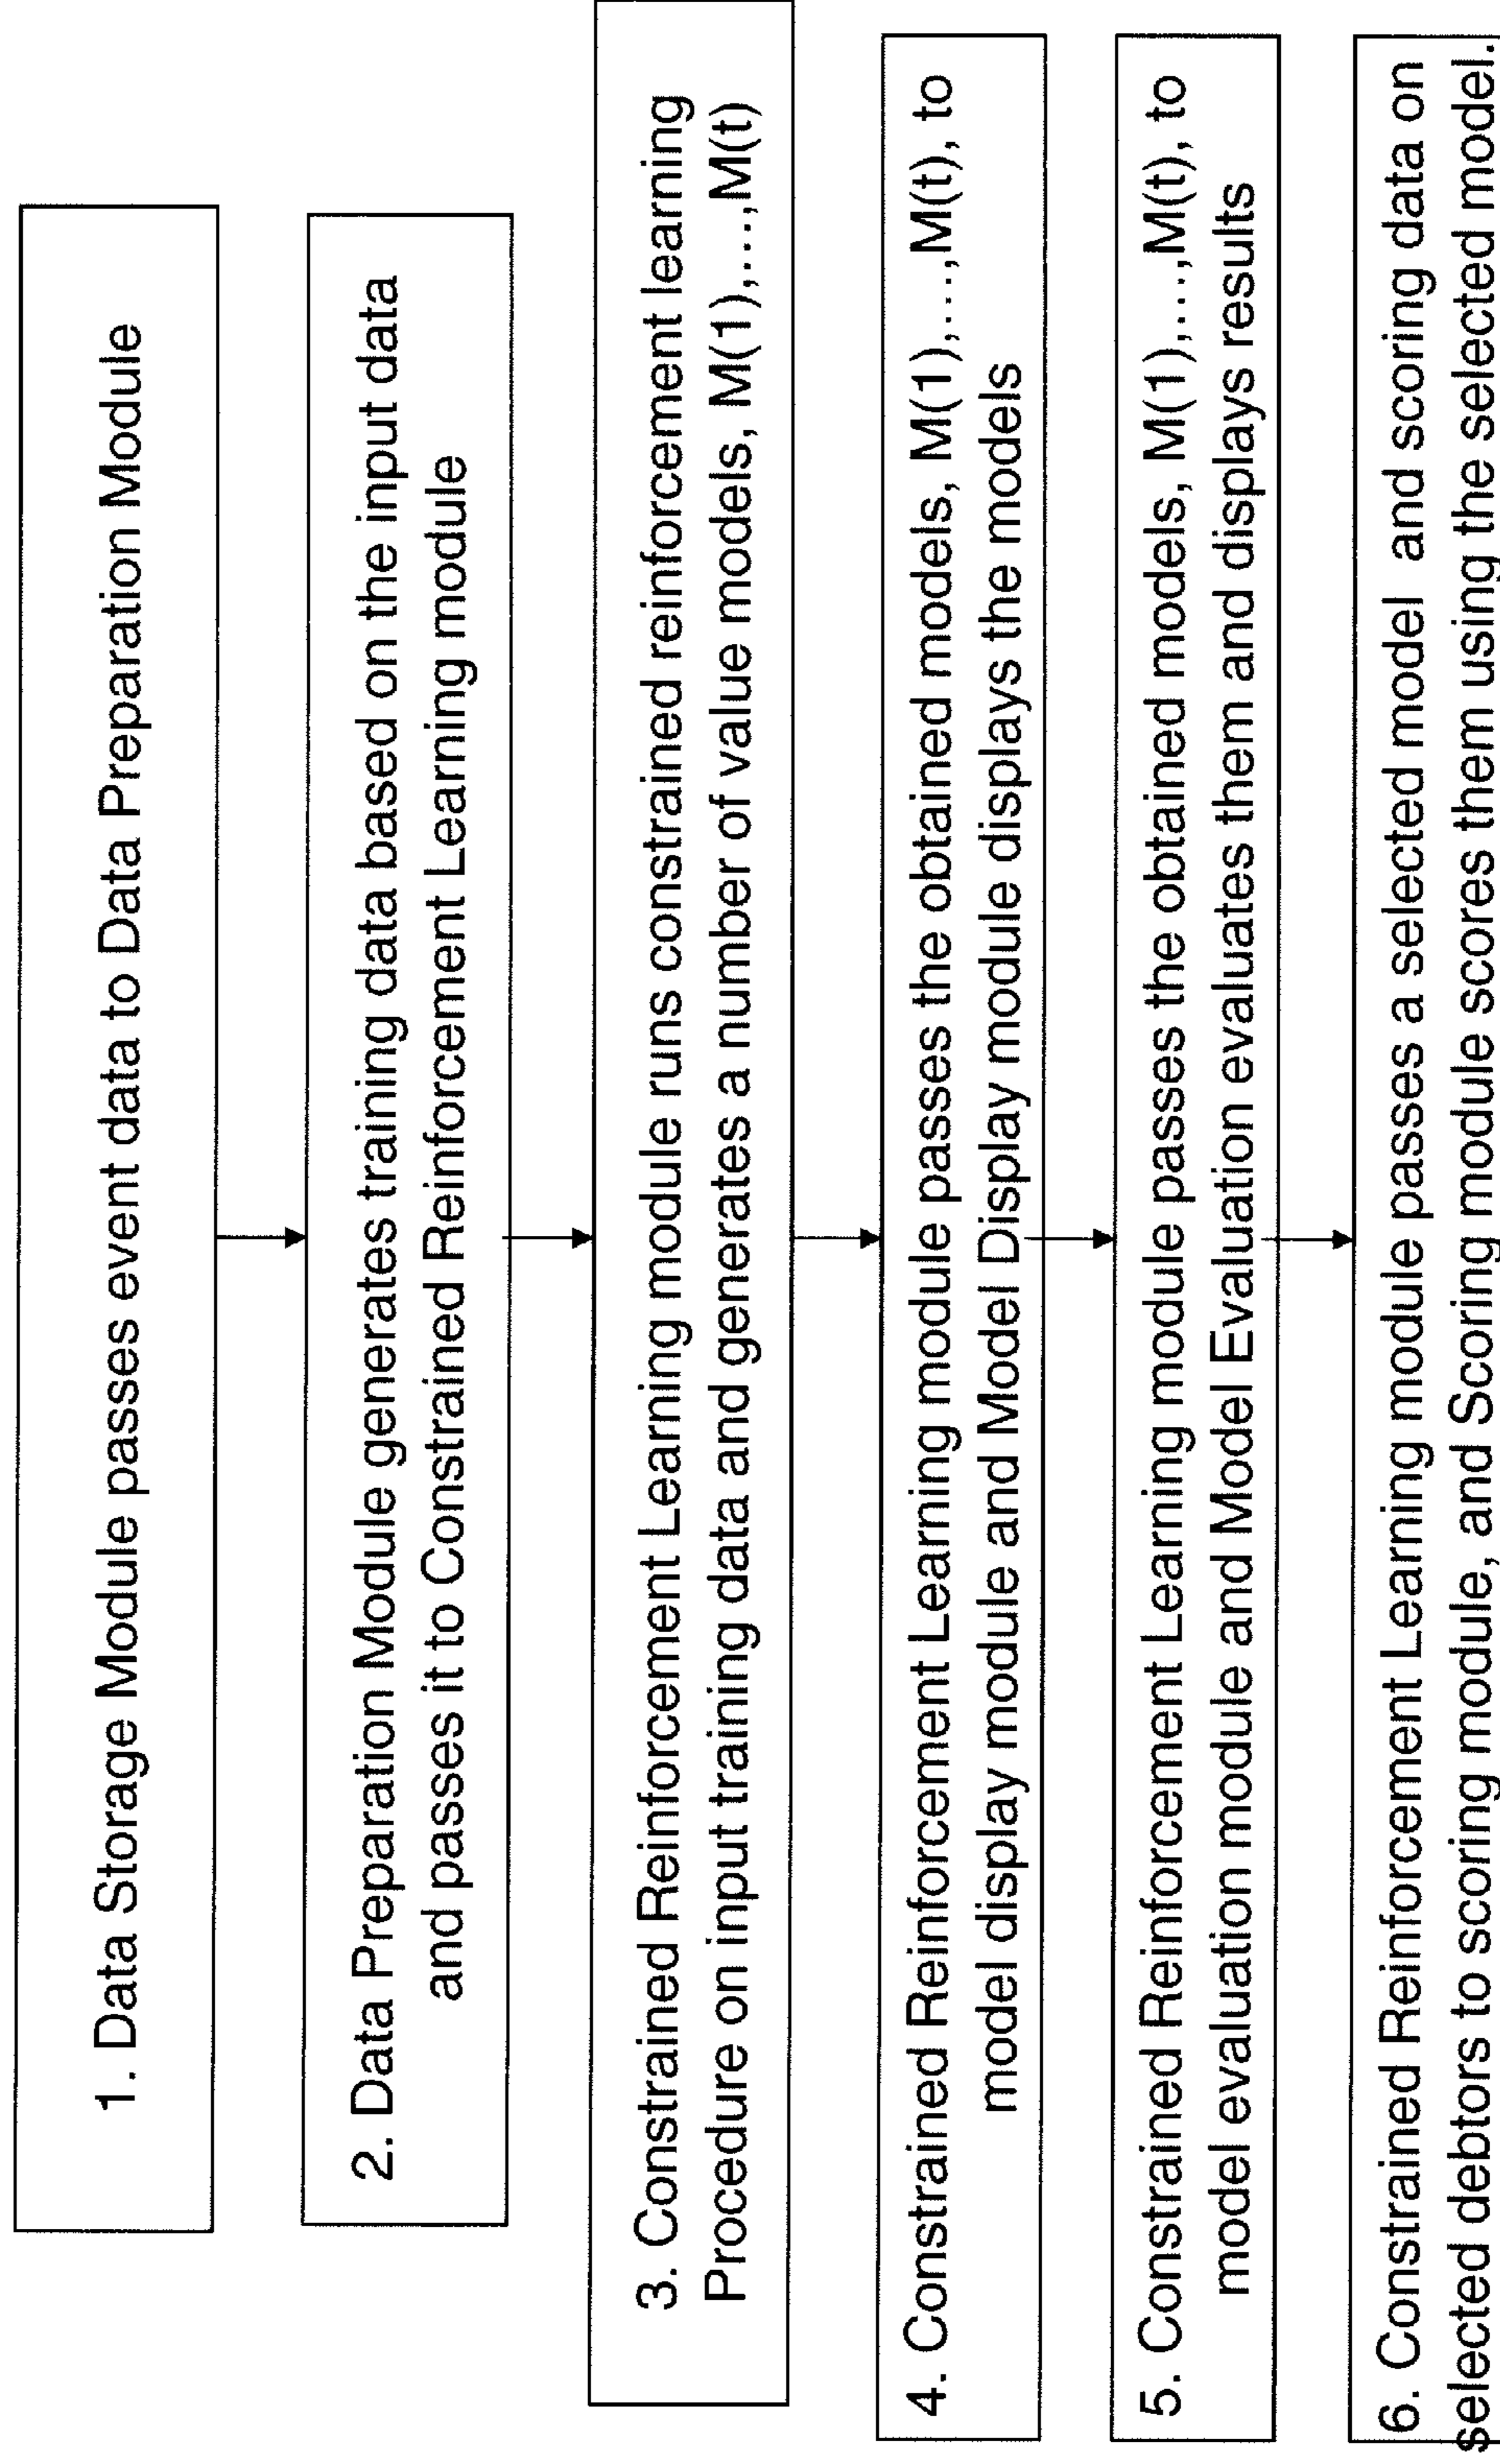 1. Data Storage Module passes event data to Data Preparation Module
2. Data Preparation Module generates training data based on the input data
and passes it to Constrained Reinforcement Learning module
3. Constrained Reinforcement Learning module runs constrained reinforcement learning
Procedure on input training data and generates a number of value models, M(1),…,M(t)
4. Constrained Reinforcement Learning module passes the obtained models, M(1),…,M(t), to
model display module and Model Display module displays the models
5. Constrained Reinforcement Learning module passes the obtained models, M(1),…,M(t), to
model evaluation module and Model Evaluation evaluates them and displays results
6. Constrained Reinforcement Learning module passes a selected model and scoring data on
selected debtors to scoring module, and Scoring module scores them using the selected model.